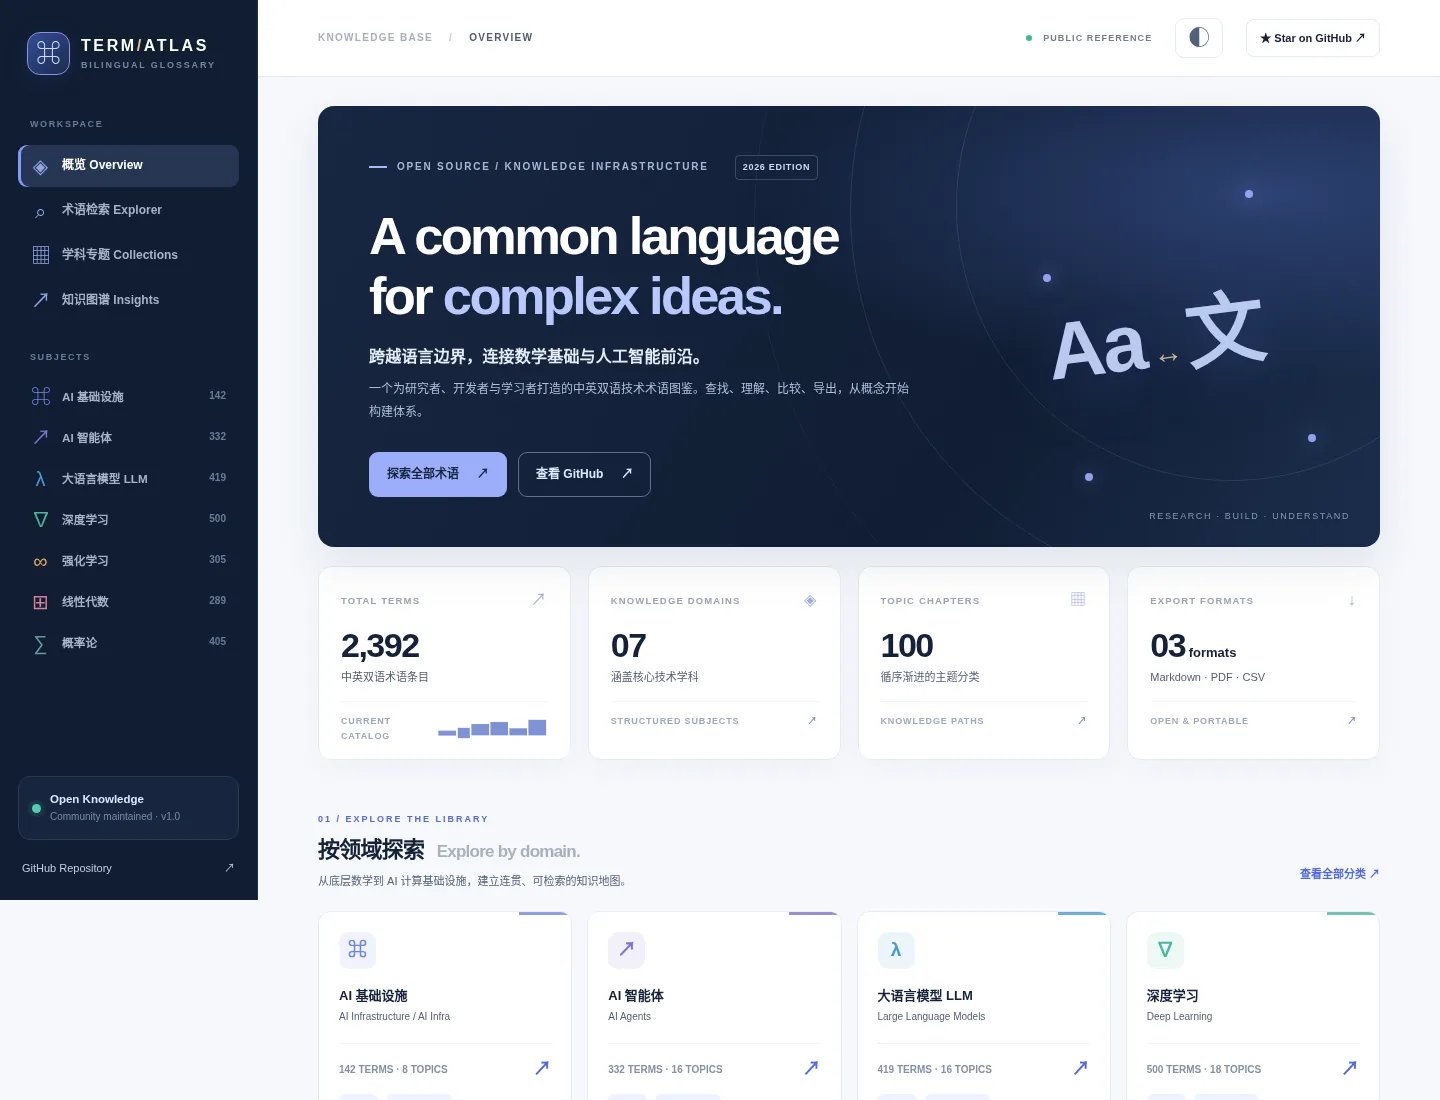 ⌘ TERM/ATLAS
BILINGUAL GLOSSARY
WORKSPACE
◈ 概览 Overview
⌕ 术语检索 Explorer
▦ 学科专题 Collections
↗ 知识图谱 Insights
SUBJECTS
⌘ AI 基础设施 142
↗ AI 智能体 332
λ 大语言模型 LLM 419
∇ 深度学习 500
∞ 强化学习 305
⊞ 线性代数 289
∑ 概率论 405
Open Knowledge
Community maintained · v1.0
GitHub Repository ↗
KNOWLEDGE BASE / OVERVIEW
PUBLIC REFERENCE
★ Star on GitHub ↗
OPEN SOURCE / KNOWLEDGE INFRASTRUCTURE 2026 EDITION
A common language
for complex ideas.
跨越语言边界，连接数学基础与人工智能前沿。
一个为研究者、开发者与学习者打造的中英双语技术术语图鉴。查找、理解、比较、导出，从概念开始
构建体系。
探索全部术语 ↗
查看 GitHub ↗
Aa ↔ 文
RESEARCH · BUILD · UNDERSTAND
TOTAL TERMS ↗
2,392
中英双语术语条目
CURRENT
CATALOG
KNOWLEDGE DOMAINS ◈
07
涵盖核心技术学科
STRUCTURED SUBJECTS ↗
TOPIC CHAPTERS ▦
100
循序渐进的主题分类
KNOWLEDGE PATHS ↗
EXPORT FORMATS ↓
03 formats
Markdown · PDF · CSV
OPEN & PORTABLE ↗
01 / EXPLORE THE LIBRARY
按领域探索 Explore by domain.
从底层数学到 AI 计算基础设施，建立连贯、可检索的知识地图。
查看全部分类 ↗
⌘
AI 基础设施
AI Infrastructure / AI Infra
142 TERMS · 8 TOPICS ↗
↗
AI 智能体
AI Agents
332 TERMS · 16 TOPICS ↗
λ
大语言模型 LLM
Large Language Models
419 TERMS · 16 TOPICS ↗
∇
深度学习
Deep Learning
500 TERMS · 18 TOPICS ↗